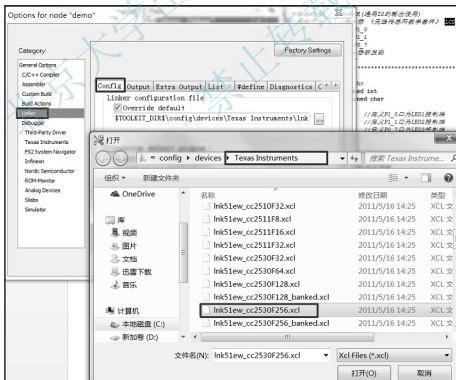 Options for node "demo"
Category:
Factory Settings
General Options
C/C++ Compiler
Assembler
Custom Build
Build Actions
Linker
Debugger
Third-Party Driver
Texas Instruments
FS2 System Navigator
Infineon
Nordic Semiconductor
ROM-Monitor
Analog Devices
Silabs
Simulator
Config
Output
Extra Output
List
#define
Diagnostics
Linker configuration file
Override default
$TOOLKIT_DIR$\config\devices\Texas Instruments\lnk
打开
« config ▸ devices ▸ Texas Instruments
搜索 Texas Instrume...
组织
新建文件夹
OneDrive
库
视频
图片
文档
迅雷下载
音乐
计算机
本地磁盘 (C:)
新加卷 (D:)
名称 修改日期 类型
lnk51ew_cc2510F32.xcl 2011/5/16 14:25 XCL 文
lnk51ew_cc2511F8.xcl 2011/5/16 14:25 XCL 文
lnk51ew_cc2511F16.xcl 2011/5/16 14:25 XCL 文
lnk51ew_cc2511F32.xcl 2011/5/16 14:25 XCL 文
lnk51ew_cc2530F32.xcl 2011/5/16 14:25 XCL 文
lnk51ew_cc2530F64.xcl 2011/5/16 14:25 XCL 文
lnk51ew_cc2530F128.xcl 2011/5/16 14:25 XCL 文
lnk51ew_cc2530F128_banked.xcl 2011/5/16 14:25 XCL 文
lnk51ew_cc2530F256.xcl 2011/5/16 14:25 XCL 文
lnk51ew_cc2530F256_banked.xcl 2011/5/16 14:25 XCL 文
文件名(N): lnk51ew_cc2530F256.xcl
Xcl Files (*.xcl)
打开(O)
取消